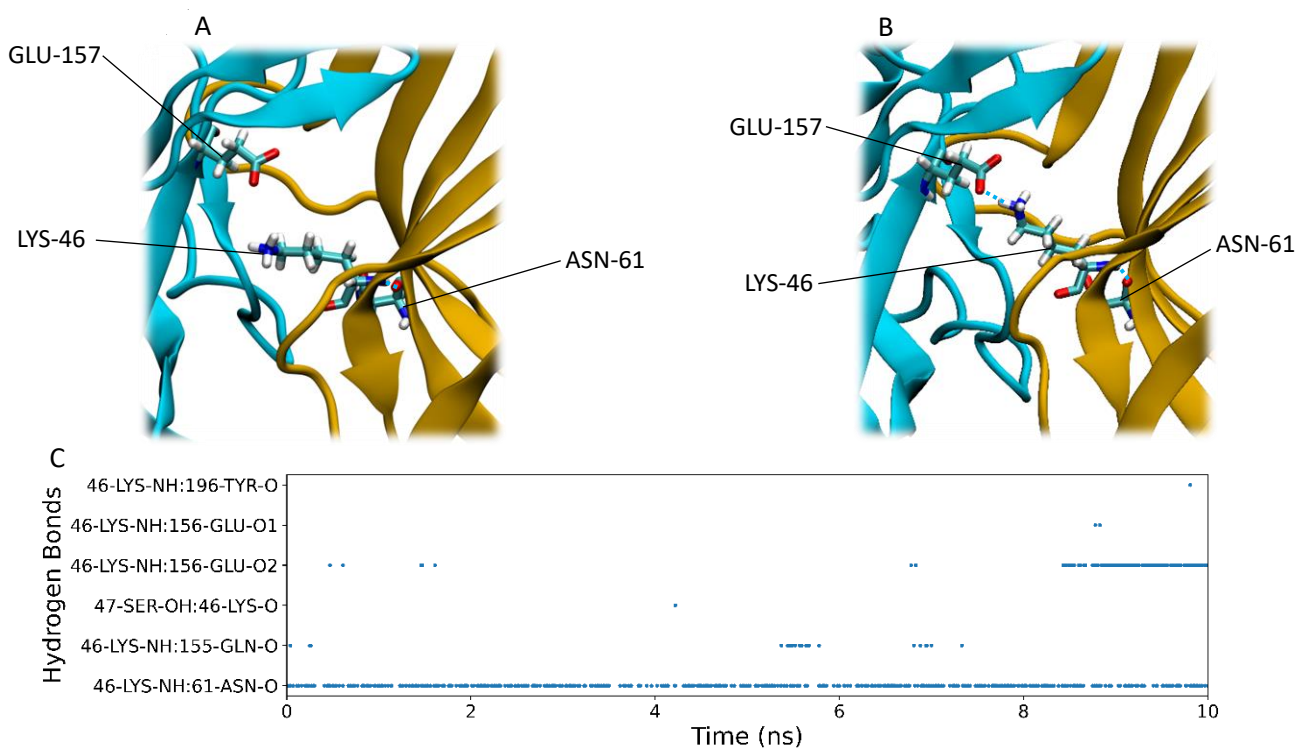 A
GLU-157
LYS-46
ASN-61
B
GLU-157
LYS-46
ASN-61
C
Hydrogen Bonds
46-LYS-NH:196-TYR-O
46-LYS-NH:156-GLU-O1
46-LYS-NH:156-GLU-O2
47-SER-OH:46-LYS-O
46-LYS-NH:155-GLN-O
46-LYS-NH:61-ASN-O
0 2 4 6 8 10
Time (ns)